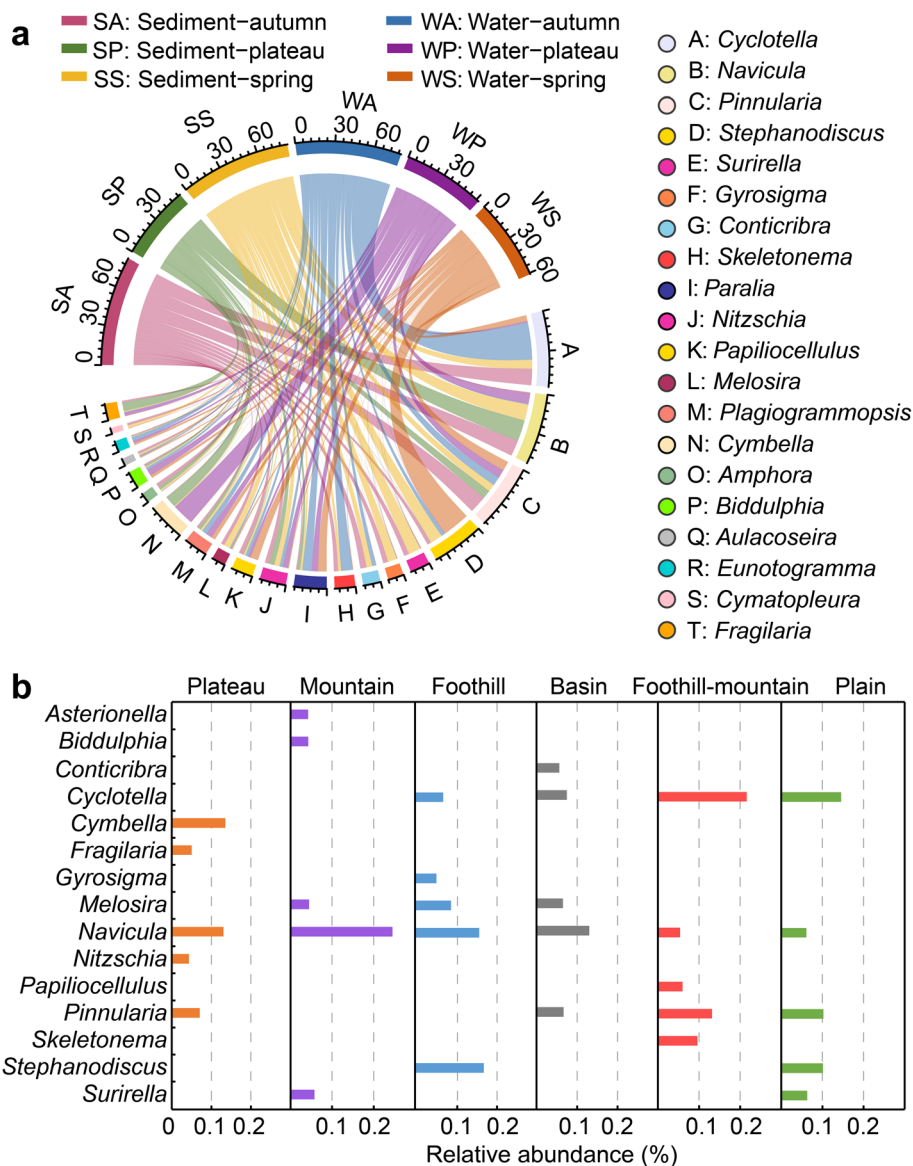 a
SA: Sediment−autumn
SP: Sediment−plateau
SS: Sediment−spring
WA: Water−autumn
WP: Water−plateau
WS: Water−spring
SA
0 30 60
SP
0 30
SS
0 30 60
WA
0 30 60
WP
0 30
WS
0 30 60
A
B
C
D
E
F
G
H
I
J
K
L
M
N
O
P
Q
R
S
T
A: Cyclotella
B: Navicula
C: Pinnularia
D: Stephanodiscus
E: Surirella
F: Gyrosigma
G: Conticribra
H: Skeletonema
I: Paralia
J: Nitzschia
K: Papiliocellulus
L: Melosira
M: Plagiogrammopsis
N: Cymbella
O: Amphora
P: Biddulphia
Q: Aulacoseira
R: Eunotogramma
S: Cymatopleura
T: Fragilaria
b
Plateau Mountain Foothill Basin Foothill-mountain Plain
Asterionella
Biddulphia
Conticribra
Cyclotella
Cymbella
Fragilaria
Gyrosigma
Melosira
Navicula
Nitzschia
Papiliocellulus
Pinnularia
Skeletonema
Stephanodiscus
Surirella
0 0.1 0.2 0.1 0.2 0.1 0.2 0.1 0.2 0.1 0.2 0.1 0.2
Relative abundance (%)